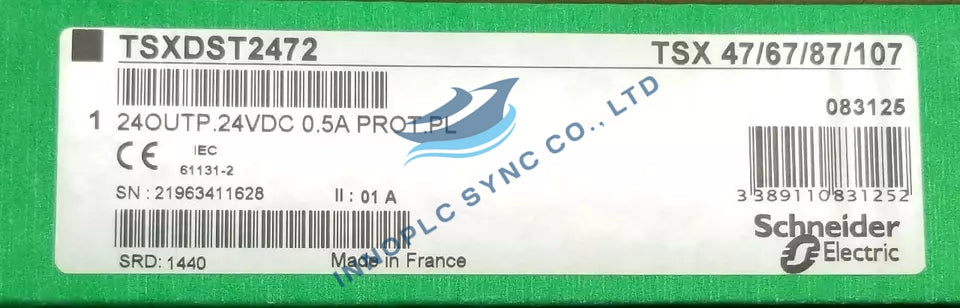 TSXDST2472
TSX 47/67/87/107
1 24OUTP.24VDC 0.5A PROT.PL
083125
CE
IEC
61131-2
SN : 21963411628
II : 01 A
3 389110 831252
SRD: 1440
Made in France
Schneider
Electric
INNOPLC SYNC CO., LTD